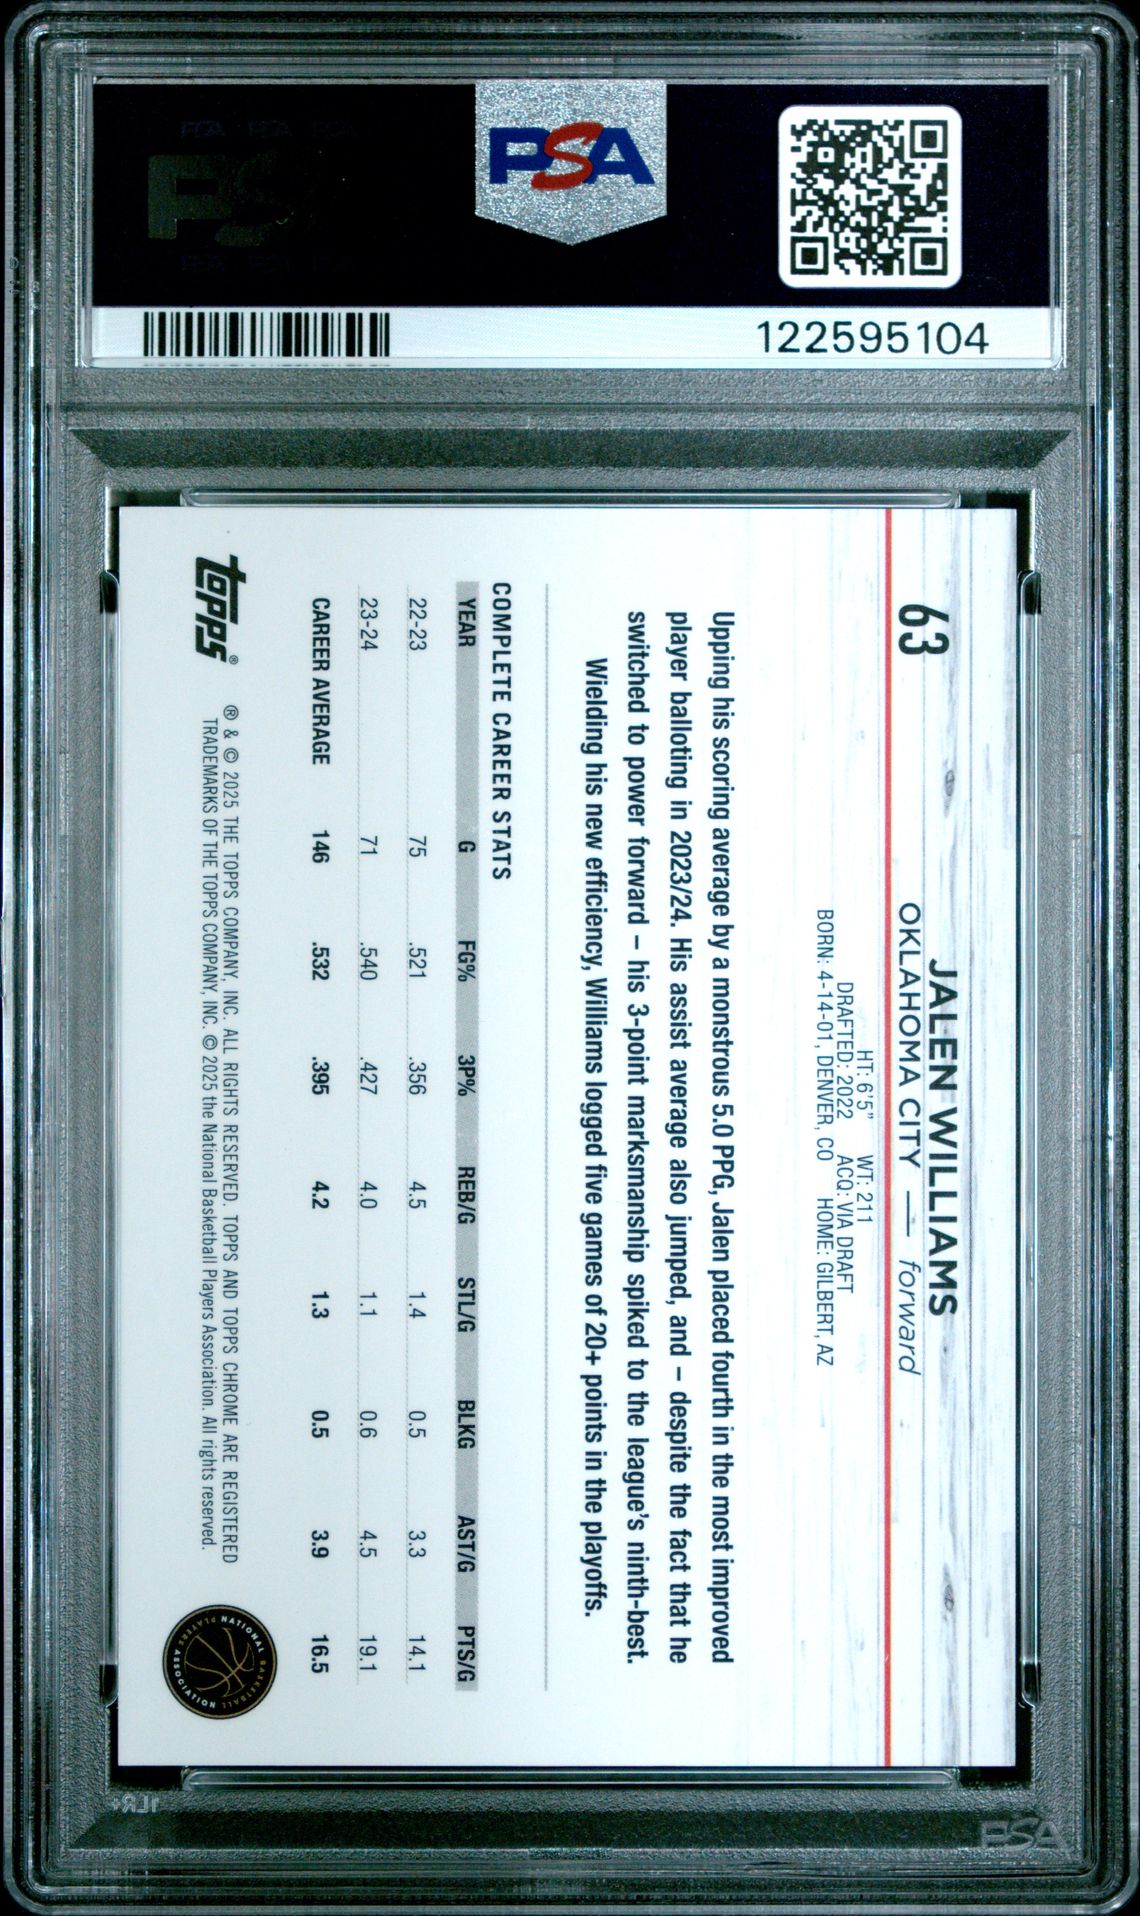 PSA
122595104
63
JALEN WILLIAMS
OKLAHOMA CITY — forward
HT: 6'5" WT: 211
DRAFTED: 2022 ACQ: VIA DRAFT
BORN: 4-14-01, DENVER, CO HOME: GILBERT, AZ
Upping his scoring average by a monstrous 5.0 PPG, Jalen placed fourth in the most improved
player balloting in 2023/24. His assist average also jumped, and – despite the fact that he
switched to power forward – his 3-point marksmanship spiked to the league's ninth-best.
Wielding his new efficiency, Williams logged five games of 20+ points in the playoffs.
COMPLETE CAREER STATS
YEAR G FG% 3P% REB/G STL/G BLKG AST/G PTS/G
22-23 75 .521 .356 4.5 1.4 0.5 3.3 14.1
23-24 71 .540 .427 4.0 1.1 0.6 4.5 19.1
CAREER AVERAGE 146 .532 .395 4.2 1.3 0.5 3.9 16.5
topps®
® & © 2025 THE TOPPS COMPANY, INC. ALL RIGHTS RESERVED. TOPPS AND TOPPS CHROME ARE REGISTERED
TRADEMARKS OF THE TOPPS COMPANY, INC. © 2025 the National Basketball Players Association. All rights reserved.
NATIONAL BASKETBALL PLAYERS ASSOCIATION
1LR+
PSA